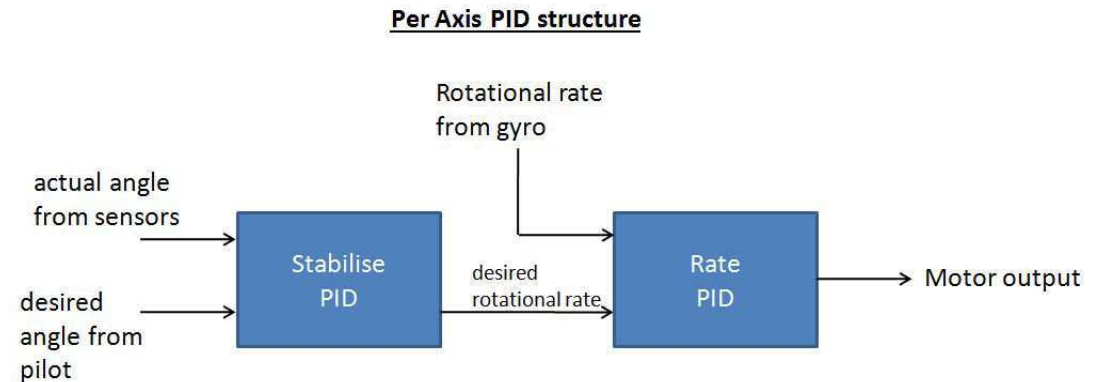 Per Axis PID structure
Rotational rate
from gyro
actual angle
from sensors
Stabilise
PID
desired
rotational rate
Rate
PID
Motor output
desired
angle from
pilot